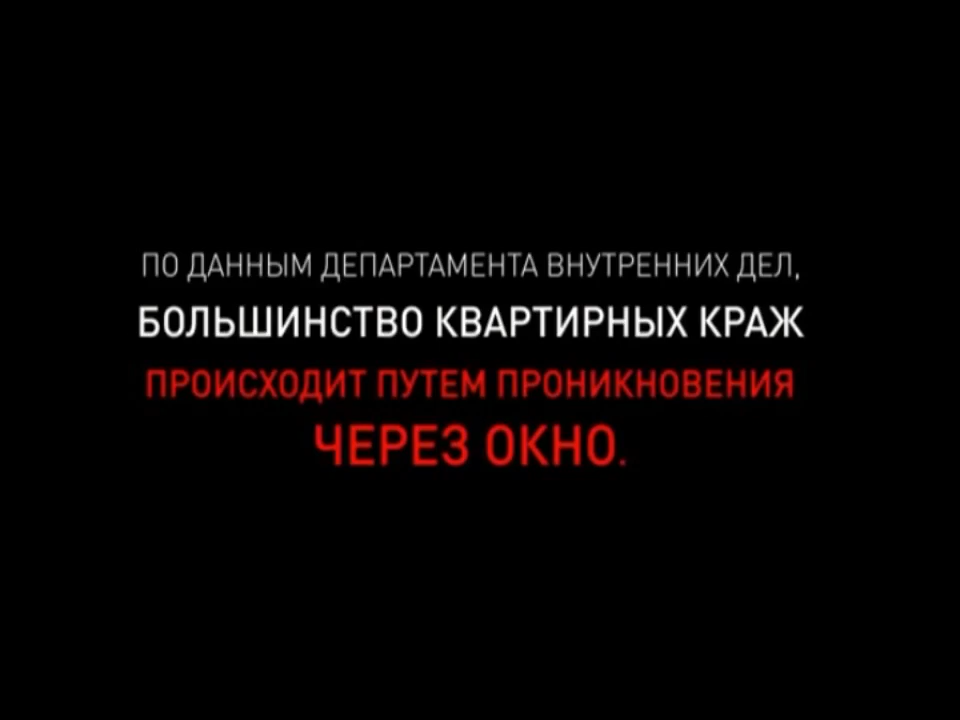 ПО ДАННЫМ ДЕПАРТАМЕНТА ВНУТРЕННИХ ДЕЛ,
БОЛЬШИНСТВО КВАРТИРНЫХ КРАЖ
ПРОИСХОДИТ ПУТЕМ ПРОНИКНОВЕНИЯ
ЧЕРЕЗ ОКНО.